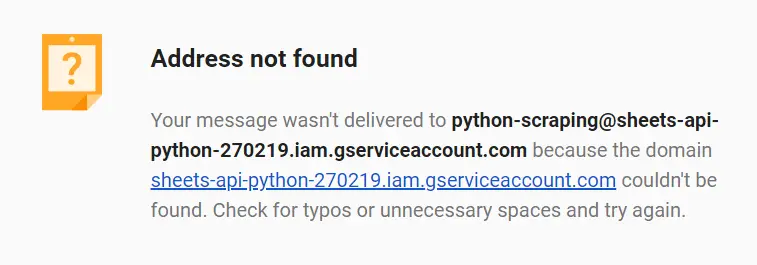 ?
Address not found
Your message wasn't delivered to python-scraping@sheets-api-
python-270219.iam.gserviceaccount.com because the domain
sheets-api-python-270219.iam.gserviceaccount.com couldn't be
found. Check for typos or unnecessary spaces and try again.